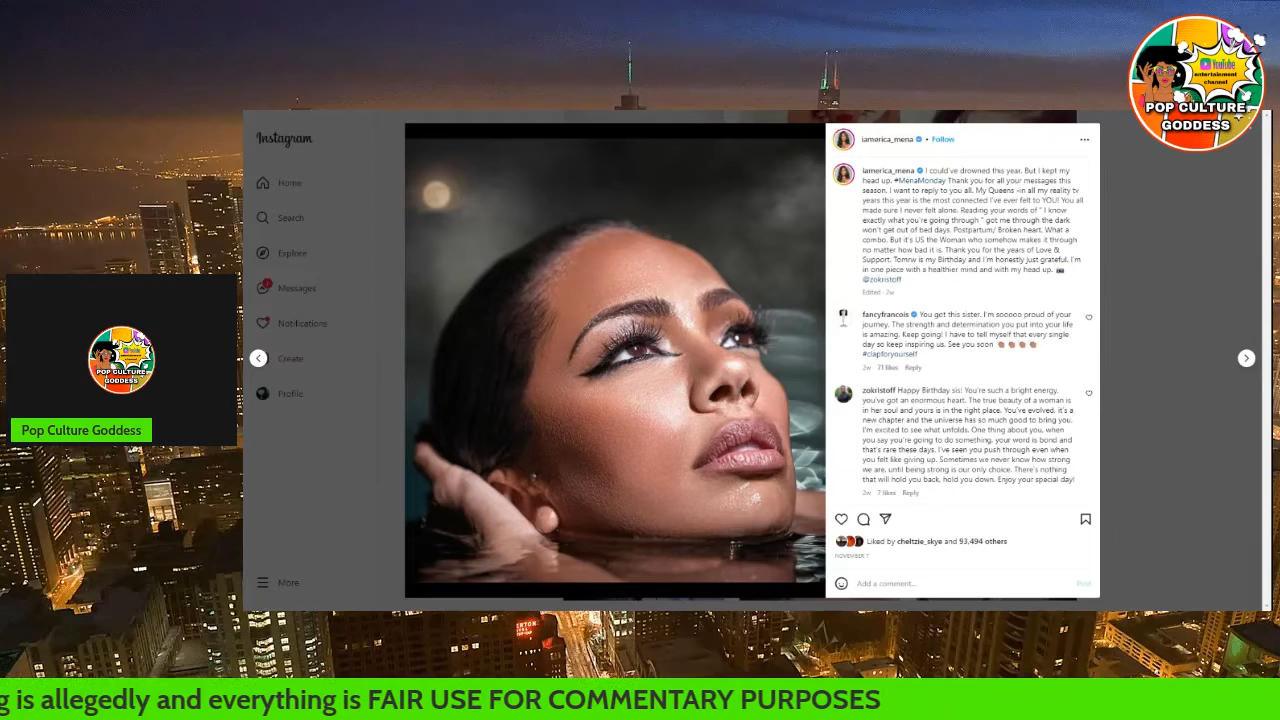 YouTube
entertainment
channel
POP CULTURE
GODDESS
Instagram
Home
Search
Explore
Messages
Notifications
Create
Profile
More
POP CULTURE
GODDESS
Pop Culture Goddess
iamerica_mena • Follow
iamerica_mena I could've drowned this year. But I kept my
head up. #MenaMonday Thank you for all your messages this
season. I want to reply to you all. My Queens -in all my reality tv
years this year is the most connected I've ever felt to YOU! You all
made sure I never felt alone. Reading your words of " I know
exactly what you're going through " got me through the dark
won't get out of bed days. Postpartum/ Broken heart. What a
combo. But it's US the Woman who somehow makes it through
no matter how bad it is. Thank you for the years of Love &
Support. Tomrw is my Birthday and I'm honestly just grateful. I'm
in one piece with a healthier mind and with my head up. 📷
@zokristoff
Edited · 2w
fancyfrancois You got this sister. I'm sooooo proud of your
journey. The strength and determination you put into your life
is amazing. Keep going! I have to tell myself that every single
day so keep inspiring us. See you soon 👏🏽👏🏽👏🏽👏🏽
#clapforyourself
2w 71 likes Reply
zokristoff Happy Birthday sis! You're such a bright energy,
you've got an enormous heart. The true beauty of a woman is
in her soul and yours is in the right place. You've evolved, it's a
new chapter and the universe has so much good to bring you.
I'm excited to see what unfolds. One thing about you, when
you say you're going to do something, your word is bond and
that's rare these days. I've seen you push through even when
you felt like giving up. Sometimes we never know how strong
we are, until being strong is our only choice. There's nothing
that will hold you back, hold you down. Enjoy your special day!
2w 7 likes Reply
Liked by cheltzie_skye and 93,494 others
NOVEMBER 7
Add a comment...
Post
g is allegedly and everything is FAIR USE FOR COMMENTARY PURPOSES